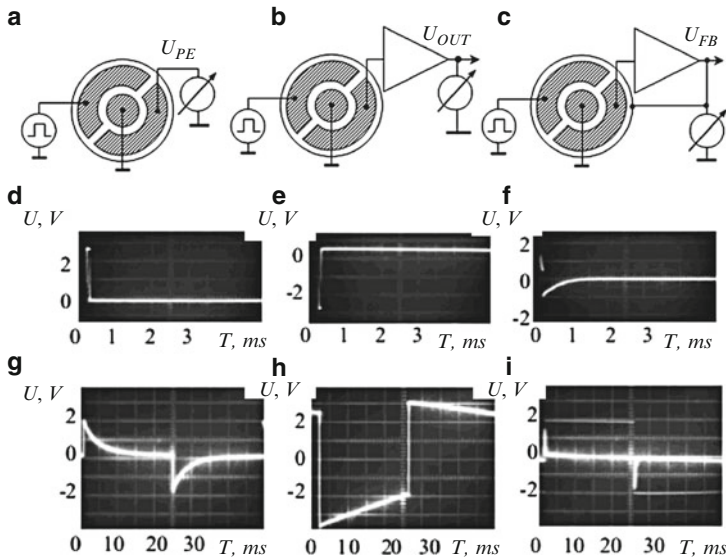 a
b
c
U_PE
U_OUT
U_FB
d
e
f
U, V
U, V
U, V
2
0
0 1 2 3 T, ms
0
-2
0 1 2 3 T, ms
2
0
-2
0 1 2 3 T, ms
g
h
i
U, V
U, V
U, V
2
0
-2
0 10 20 30 T, ms
2
0
-2
0 10 20 30 T, ms
2
0
-2
0 10 20 30 T, ms